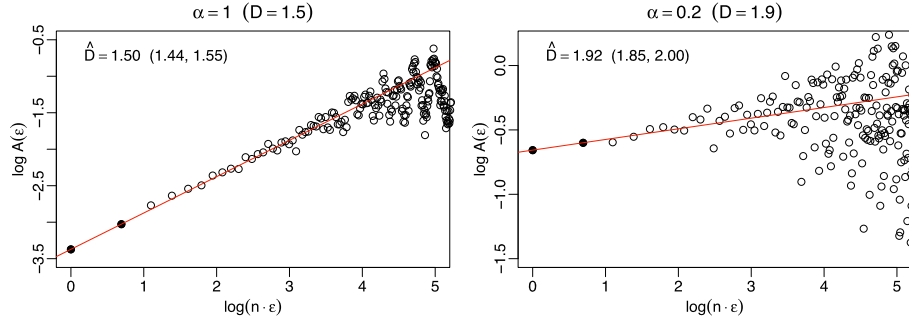 α = 1 (D = 1.5)
D̂ = 1.50 (1.44, 1.55)
log A(ε)
−0.5
−1.5
−2.5
−3.5
0 1 2 3 4 5
log(n · ε)
α = 0.2 (D = 1.9)
D̂ = 1.92 (1.85, 2.00)
log A(ε)
0.0
−0.5
−1.0
−1.5
0 1 2 3 4 5
log(n · ε)